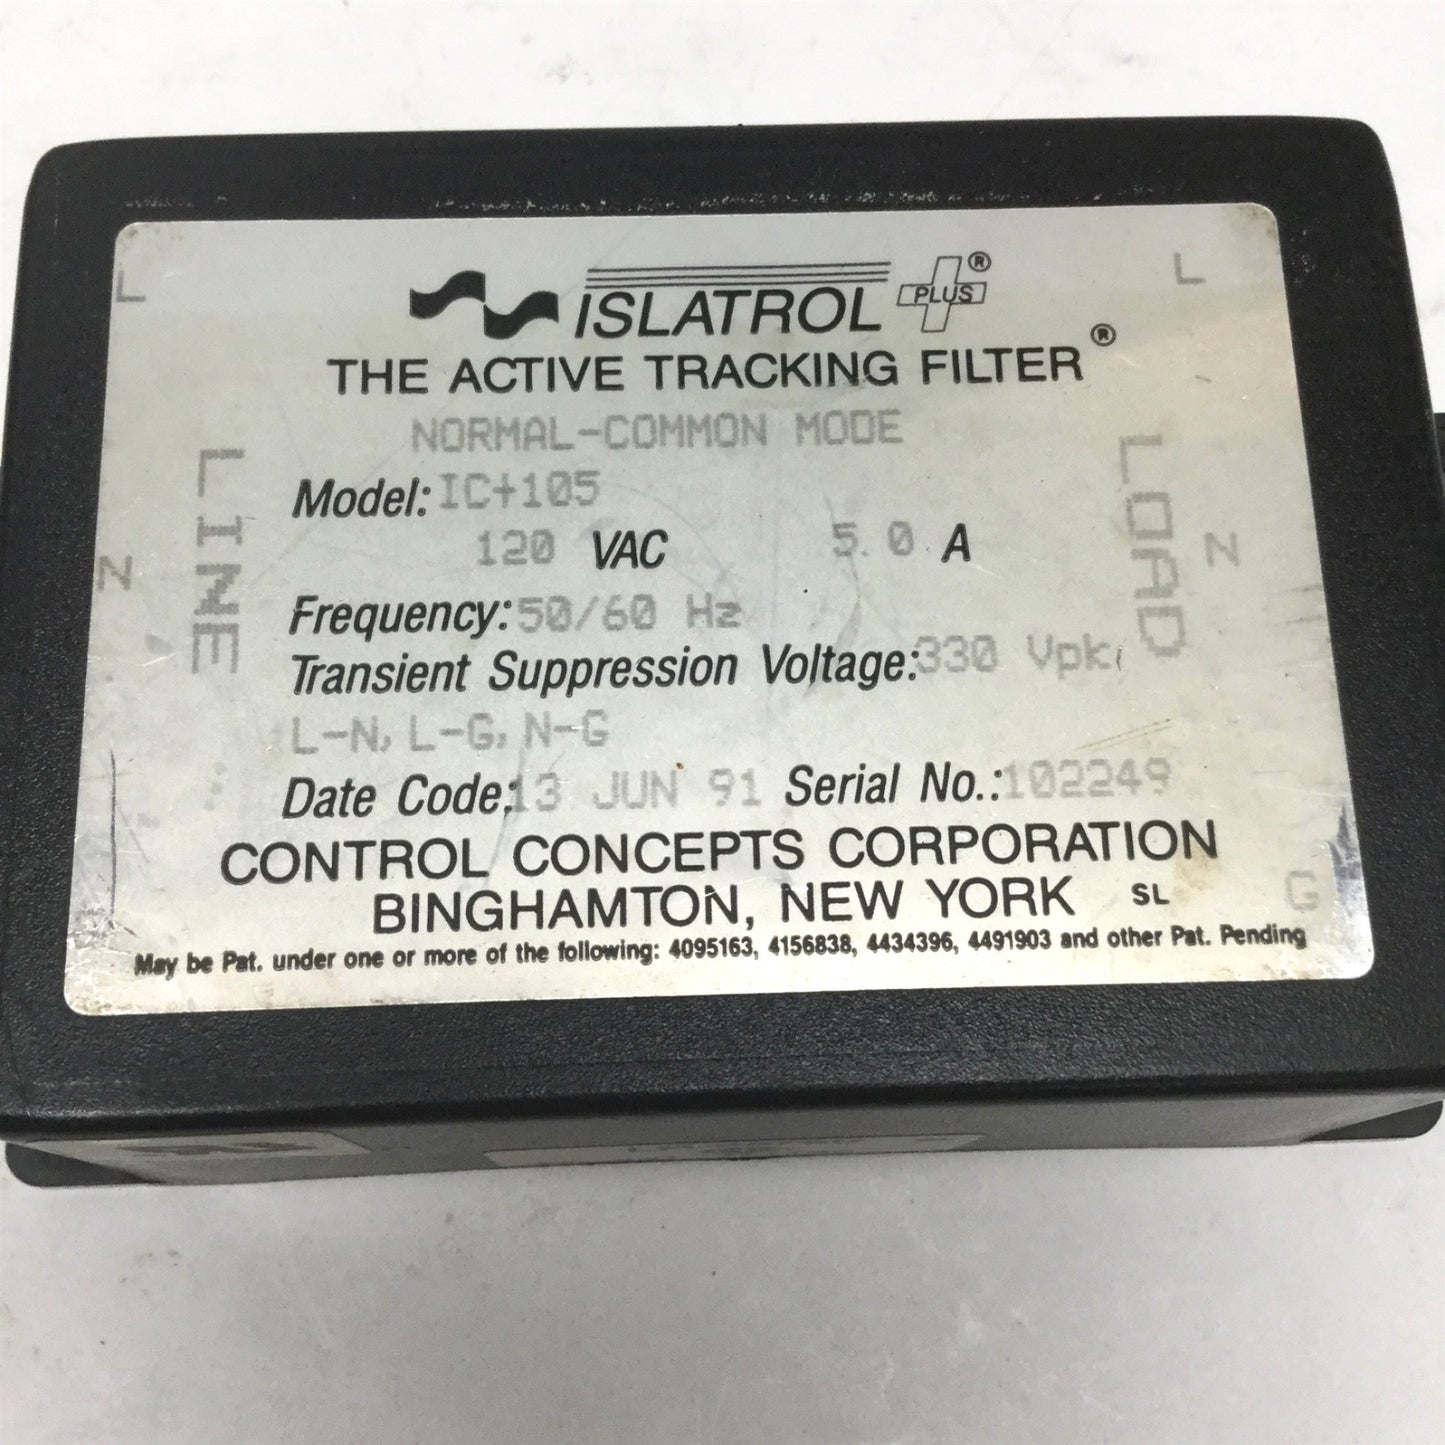 ISLATROL PLUS®
THE ACTIVE TRACKING FILTER®
NORMAL-COMMON MODE
Model: IC+105
120 VAC 5.0 A
Frequency: 50/60 Hz
Transient Suppression Voltage: 330 Vpk
L-N, L-G, N-G
Date Code: 13 JUN 91 Serial No.: 102249
CONTROL CONCEPTS CORPORATION
BINGHAMTON, NEW YORK SL
May be Pat. under one or more of the following: 4095163, 4156838, 4434396, 4491903 and other Pat. Pending
L
N
LINE
L
N
LOAD
G